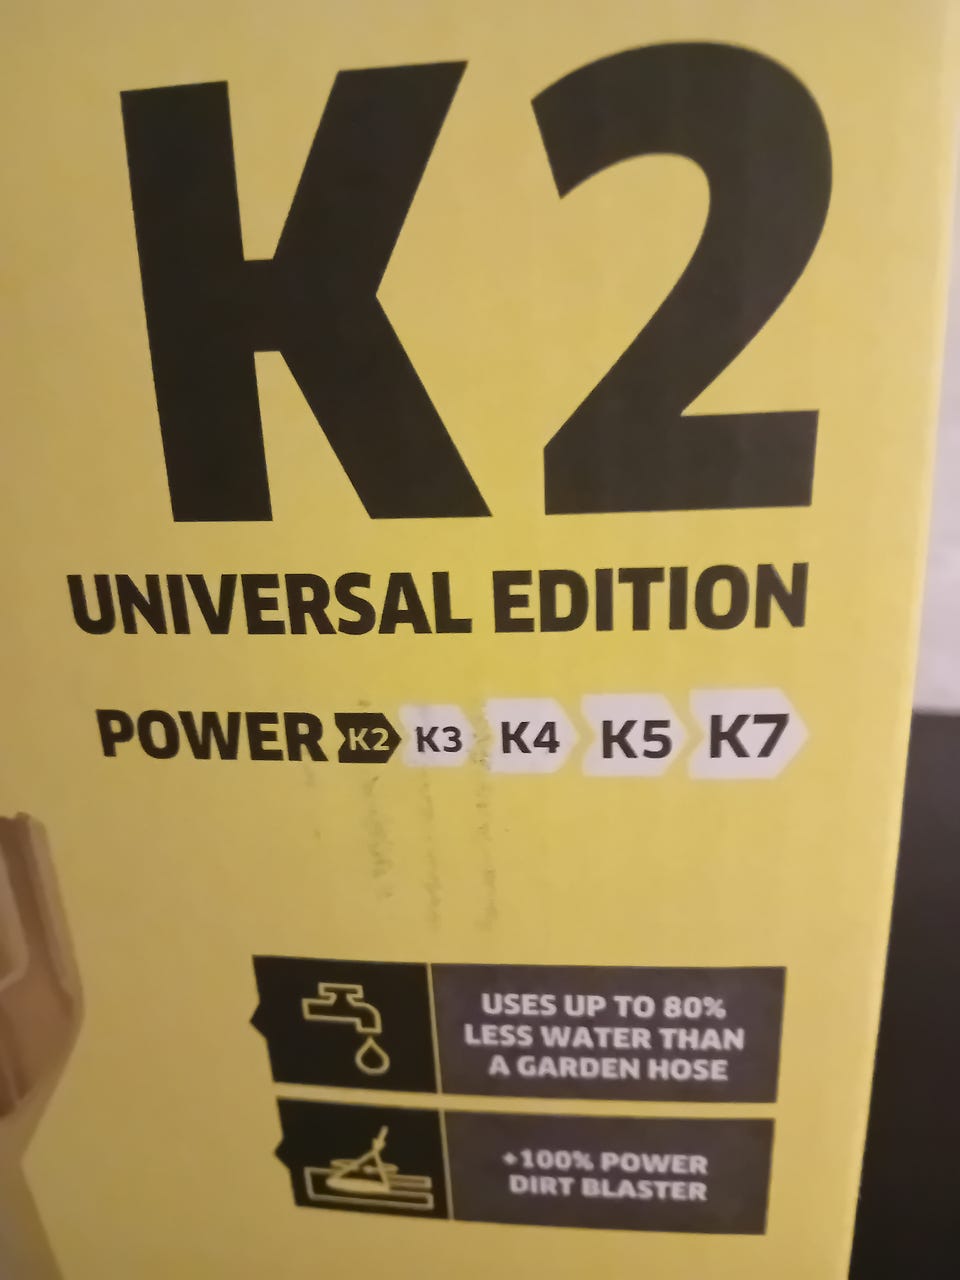 K2
UNIVERSAL EDITION
POWER K2 K3 K4 K5 K7
USES UP TO 80%
LESS WATER THAN
A GARDEN HOSE
+100% POWER
DIRT BLASTER